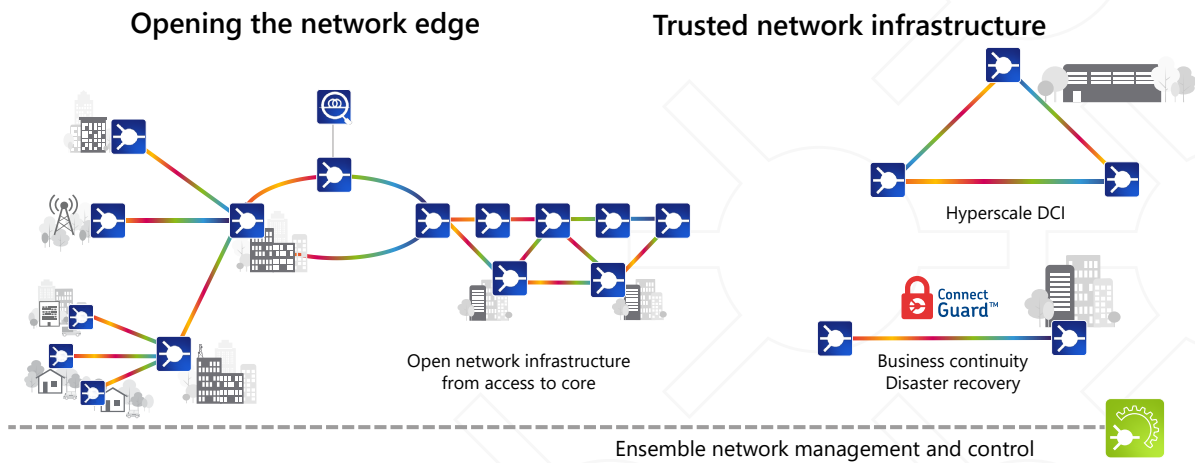 Opening the network edge
Trusted network infrastructure
Hyperscale DCI
Connect
Guard™
Open network infrastructure
from access to core
Business continuity
Disaster recovery
Ensemble network management and control